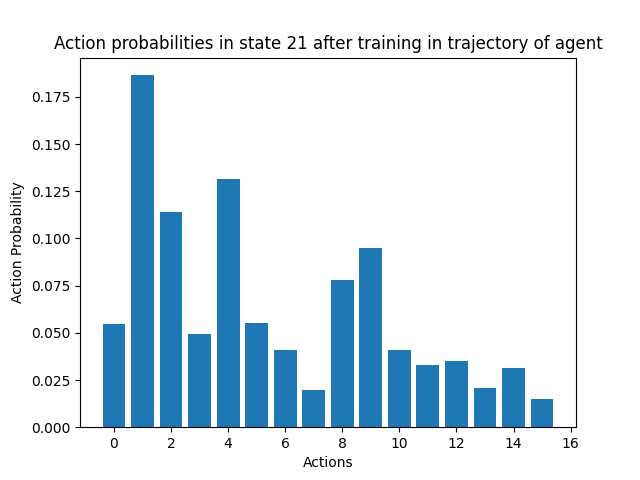 Action probabilities in state 21 after training in trajectory of agent
Action Probability
0.175
0.150
0.125
0.100
0.075
0.050
0.025
0.000
0 2 4 6 8 10 12 14 16
Actions